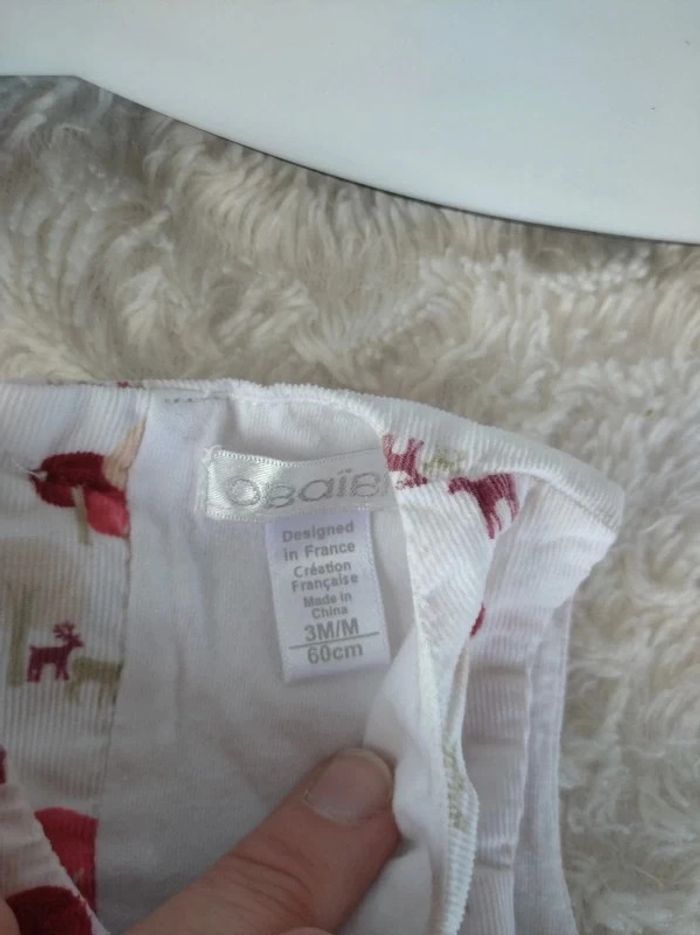 obaïbi
Designed
in France
Création
Française
Made in
China
3M/M
60cm